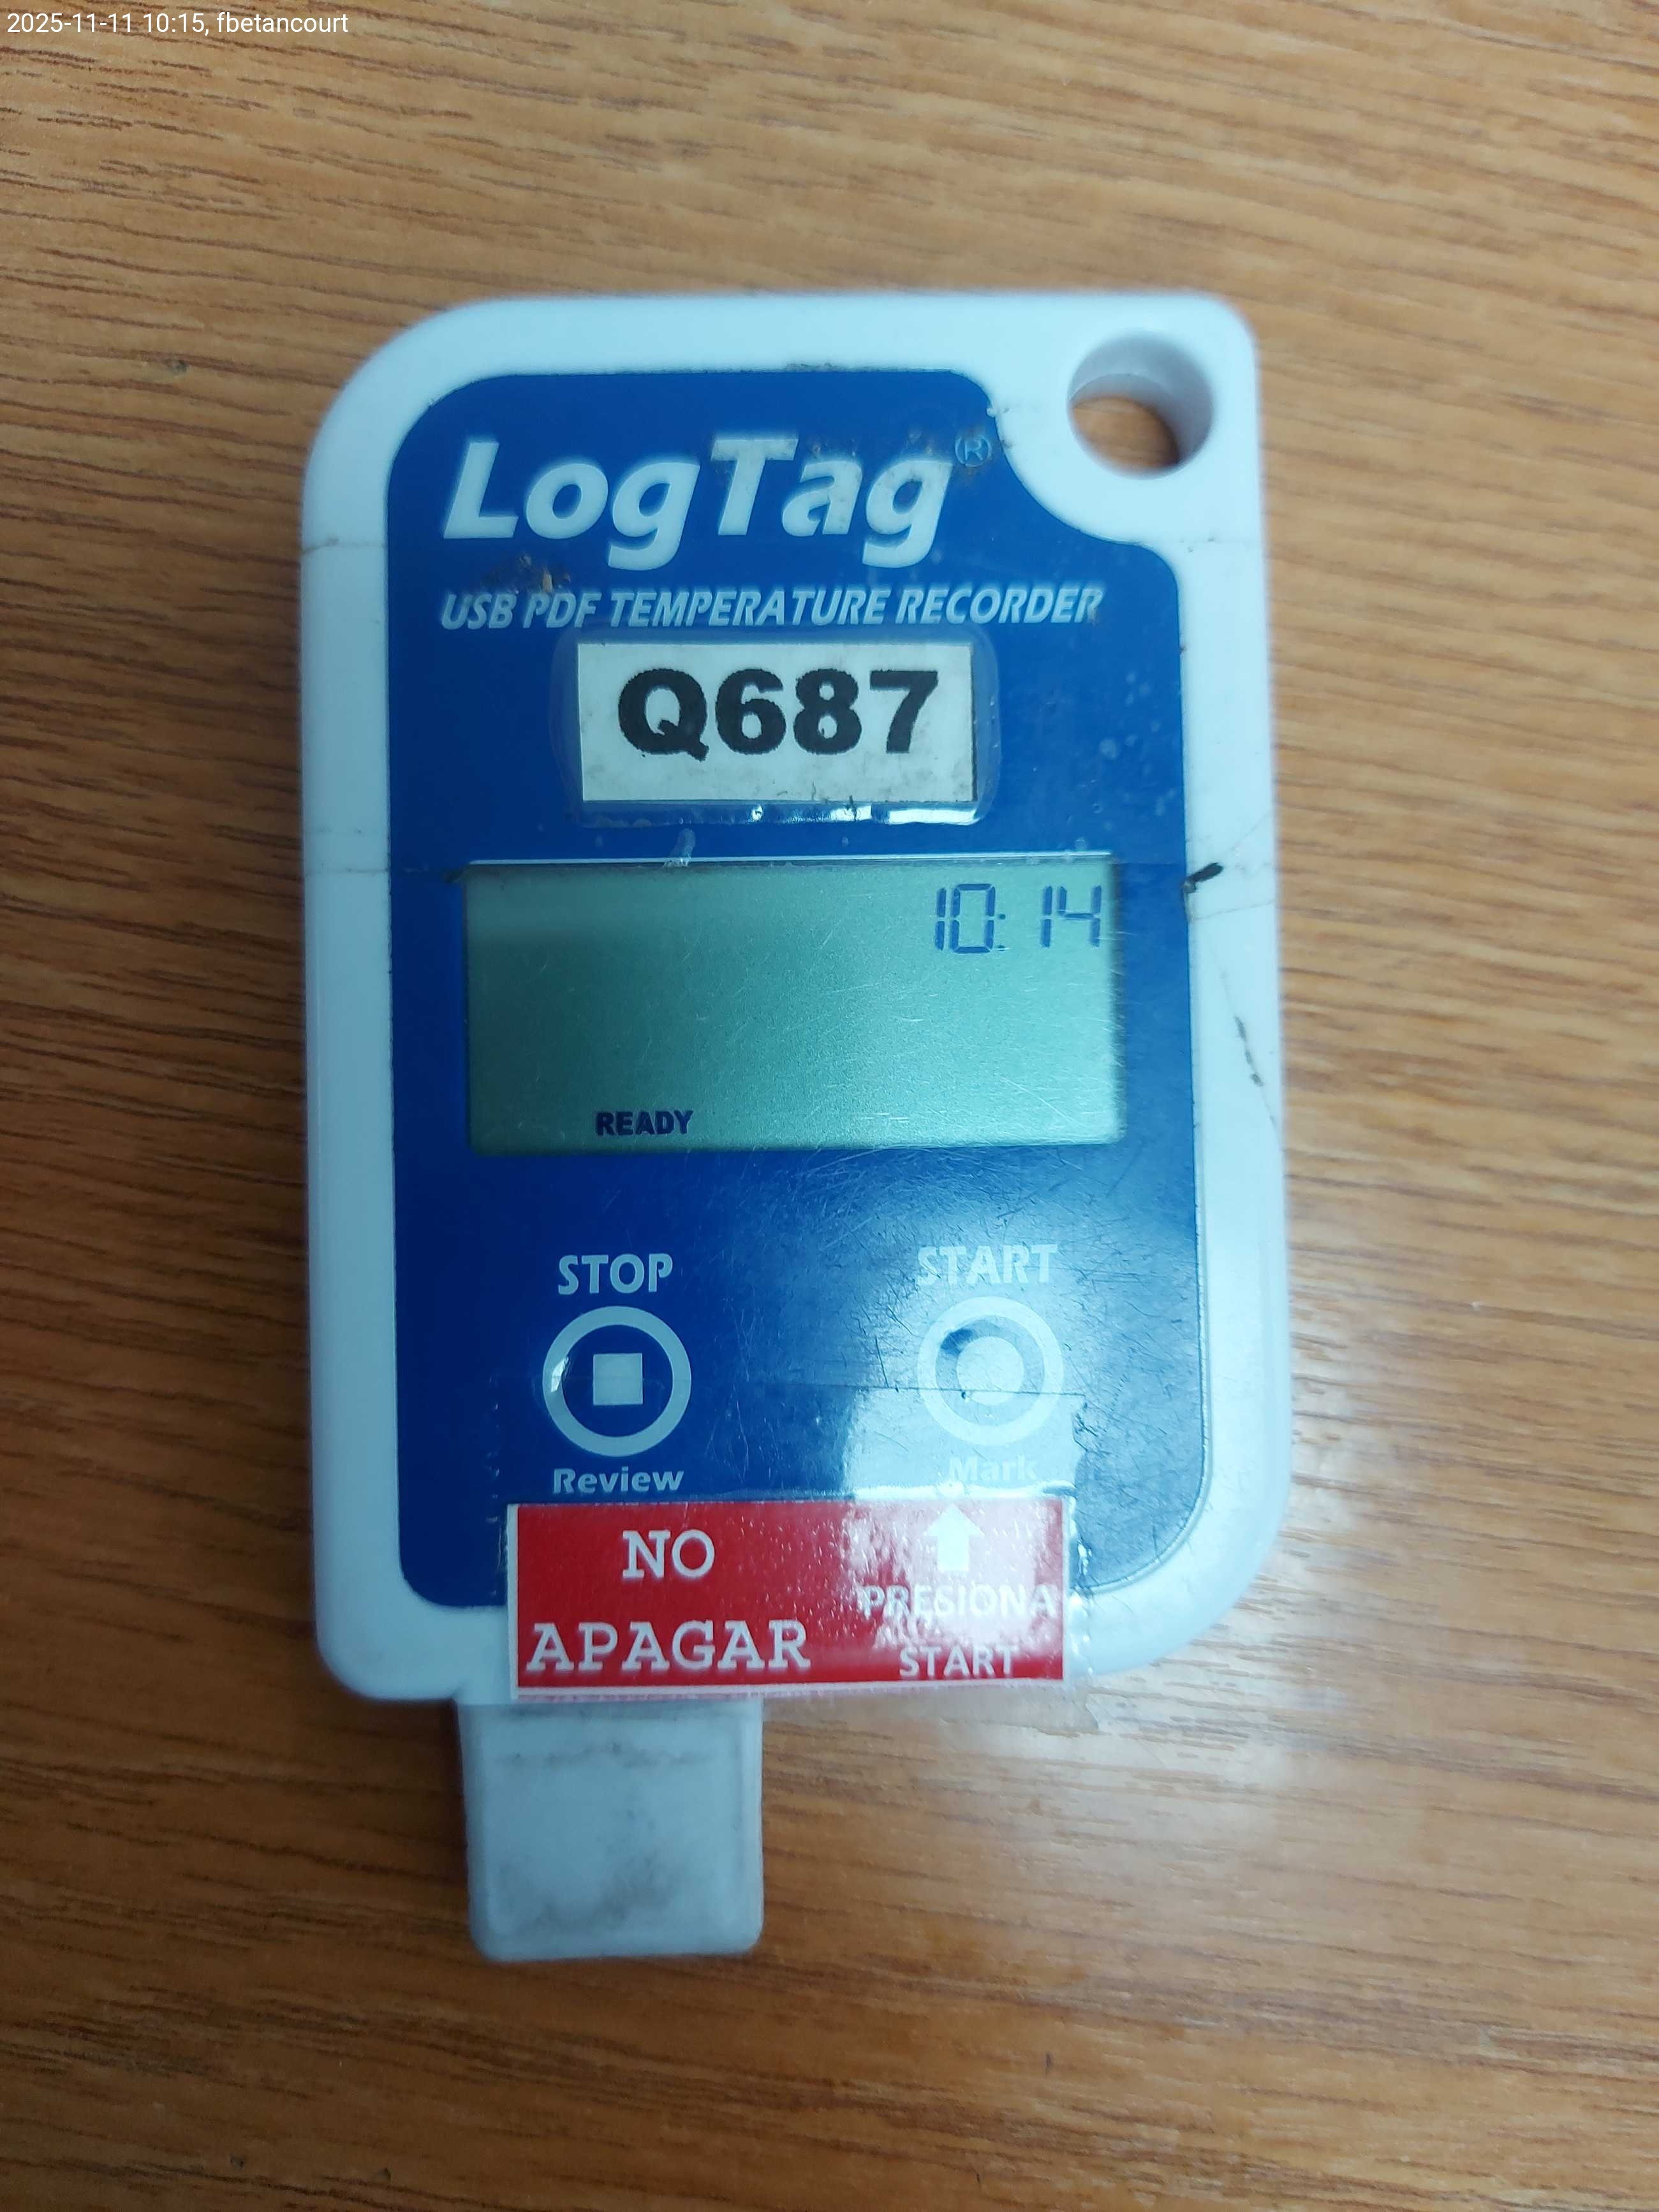 2025-11-11 10:15, fbetancourt
LogTag®
USB PDF TEMPERATURE RECORDER
Q687
10:14
READY
STOP START
Review Mark
NO
APAGAR
PRESIONA
START